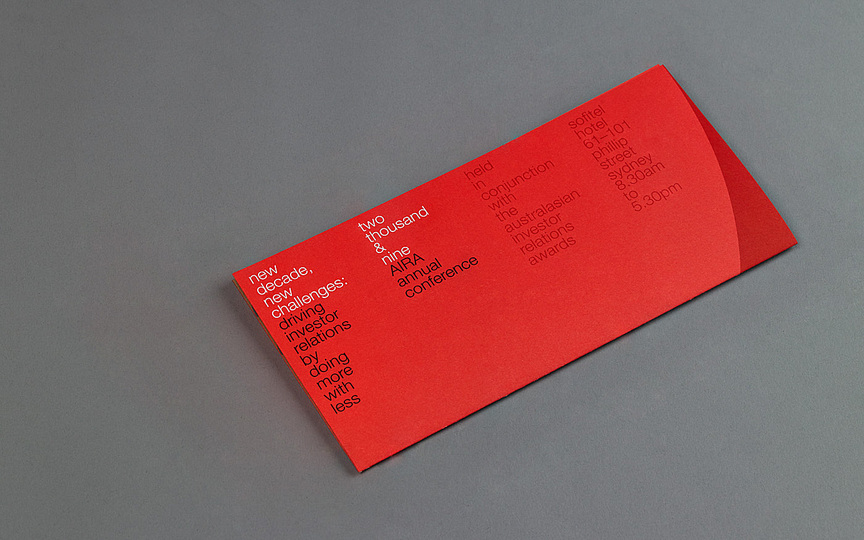 new
decade,
new
challenges:
driving
investor
relations
by
doing
more
with
less
two
thousand
&
nine
AIRA
annual
conference
held
in
conjunction
with
the
australasian
investor
relations
awards
sofitel
hotel
61–101
phillip
street
sydney
8.30am
to
5.30pm